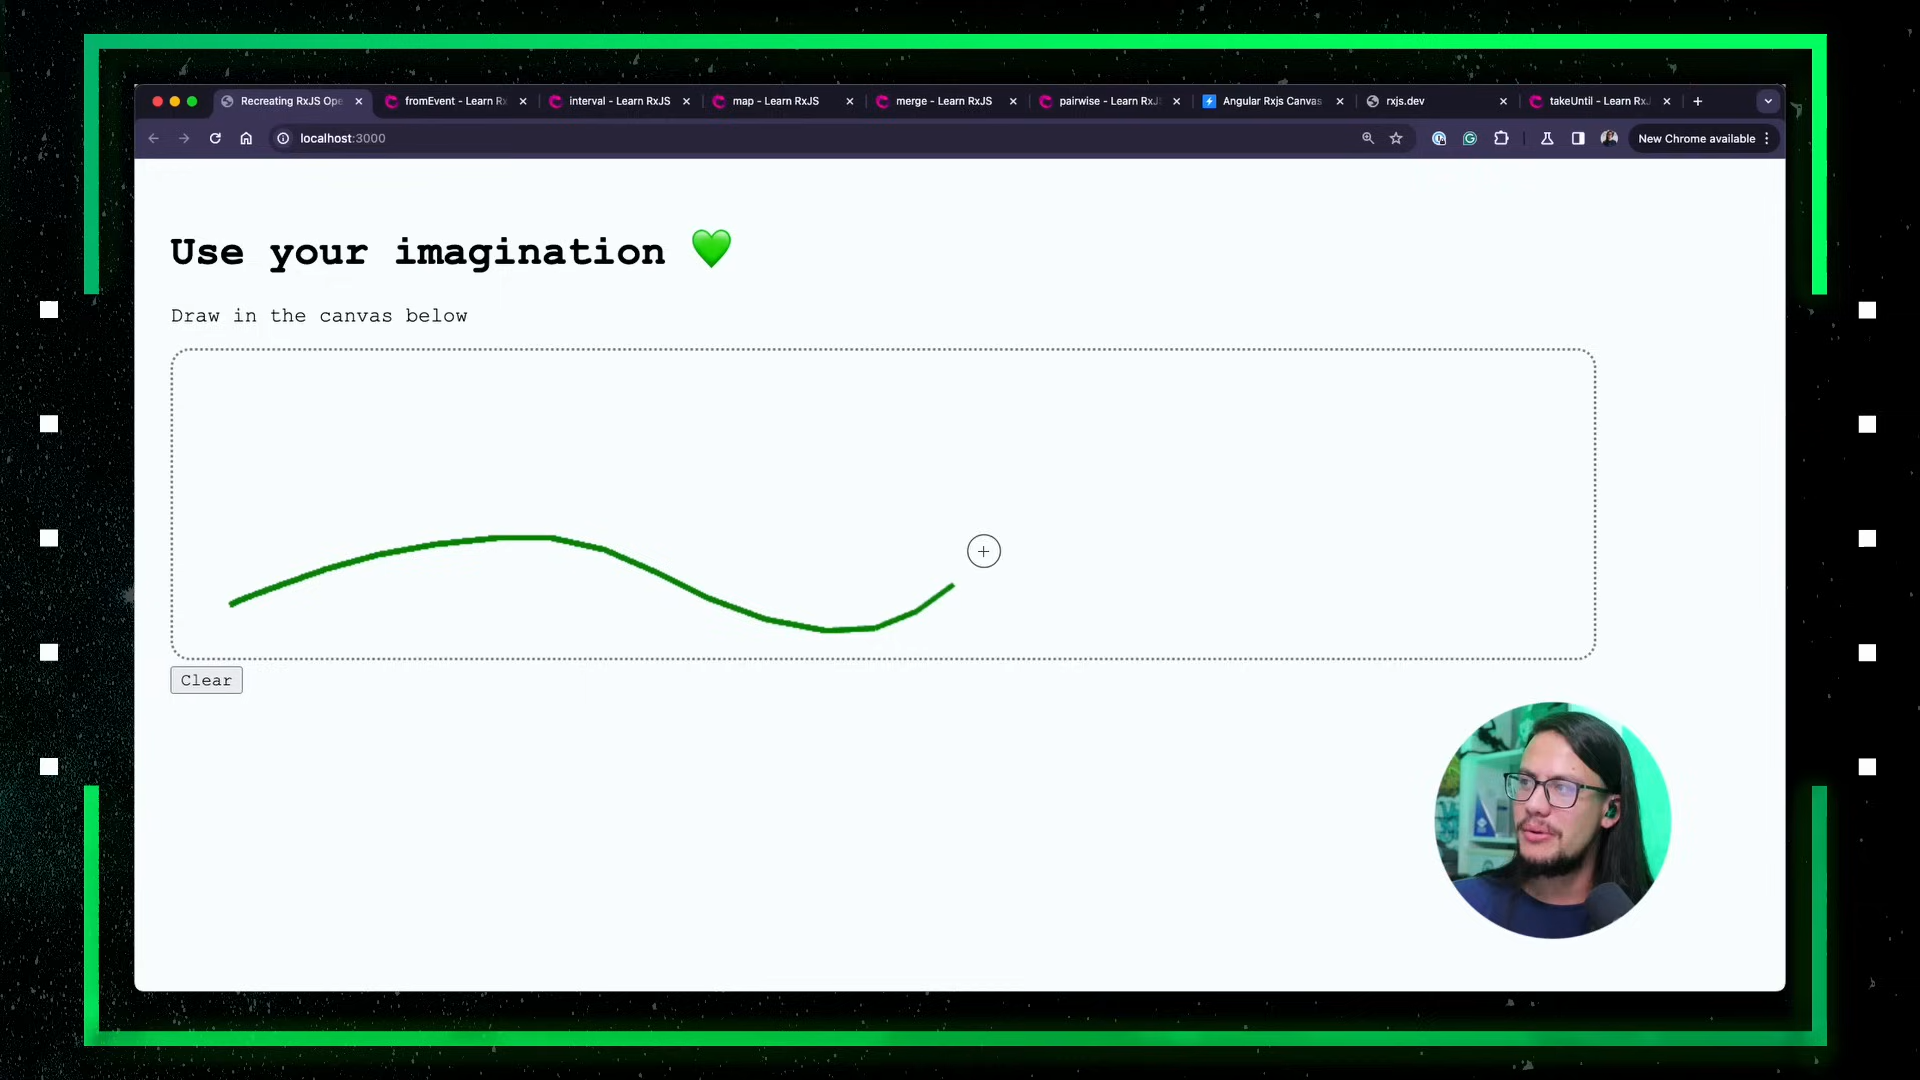 Recreating RxJS Ope
fromEvent - Learn Rx
interval - Learn RxJS
map - Learn RxJS
merge - Learn RxJS
pairwise - Learn RxJS
Angular Rxjs Canvas
rxjs.dev
takeUntil - Learn RxJ
localhost:3000
New Chrome available
Use your imagination 💚
Draw in the canvas below
Clear